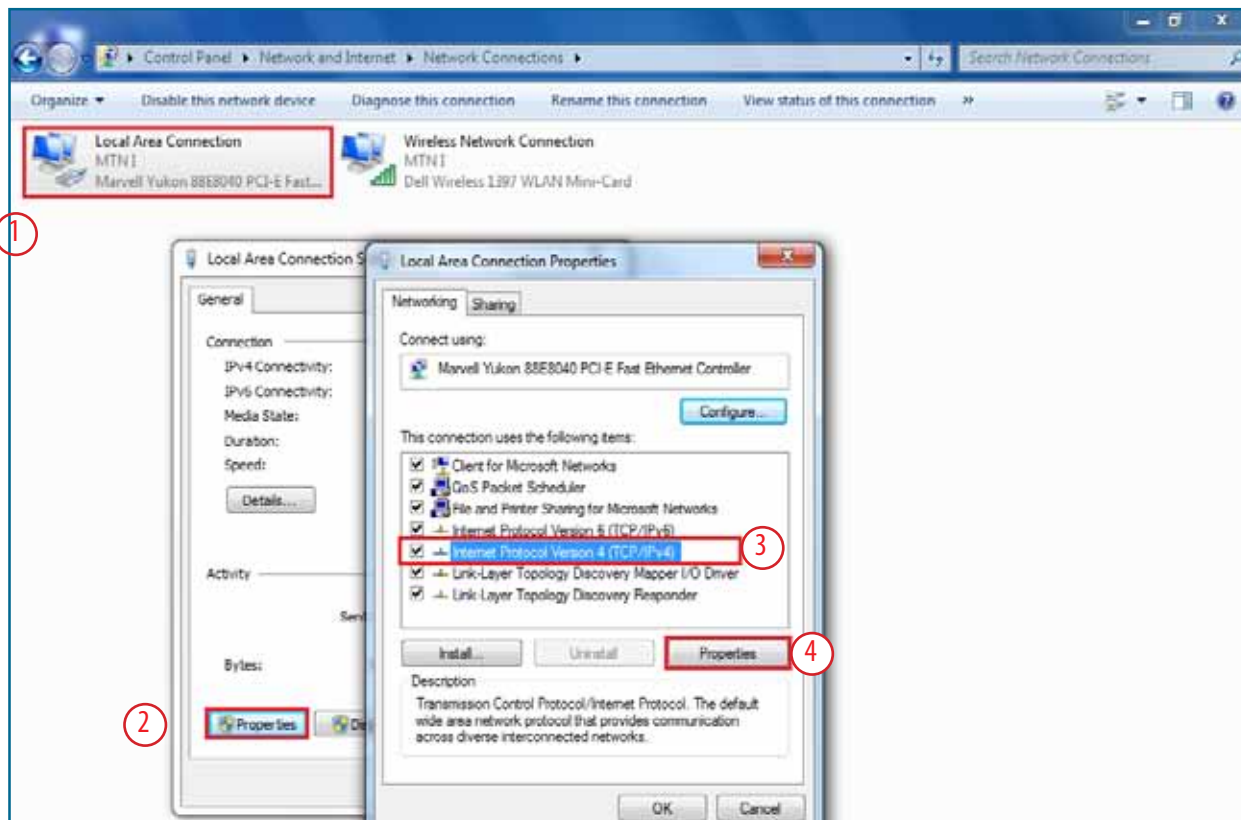 Control Panel ▸ Network and Internet ▸ Network Connections ▸
Search Network Connections
Organize ▾ Disable this network device Diagnose this connection Rename this connection View status of this connection »
Local Area Connection
MTN I
Marvell Yukon 88E8040 PCI-E Fast...
Wireless Network Connection
MTN I
Dell Wireless 1397 WLAN Mini-Card
1
Local Area Connection S
General
Connection
IPv4 Connectivity:
IPv6 Connectivity:
Media State:
Duration:
Speed:
Details...
Activity
Sen
Bytes:
2
Properties
Di
Local Area Connection Properties
Networking Sharing
Connect using:
Marvell Yukon 88E8040 PCI-E Fast Ethernet Controller
Configure...
This connection uses the following items:
Client for Microsoft Networks
QoS Packet Scheduler
File and Printer Sharing for Microsoft Networks
Internet Protocol Version 6 (TCP/IPv6)
Internet Protocol Version 4 (TCP/IPv4) 3
Link-Layer Topology Discovery Mapper I/O Driver
Link-Layer Topology Discovery Responder
Install... Uninstall Properties 4
Description
Transmission Control Protocol/Internet Protocol. The default
wide area network protocol that provides communication
across diverse interconnected networks.
OK Cancel